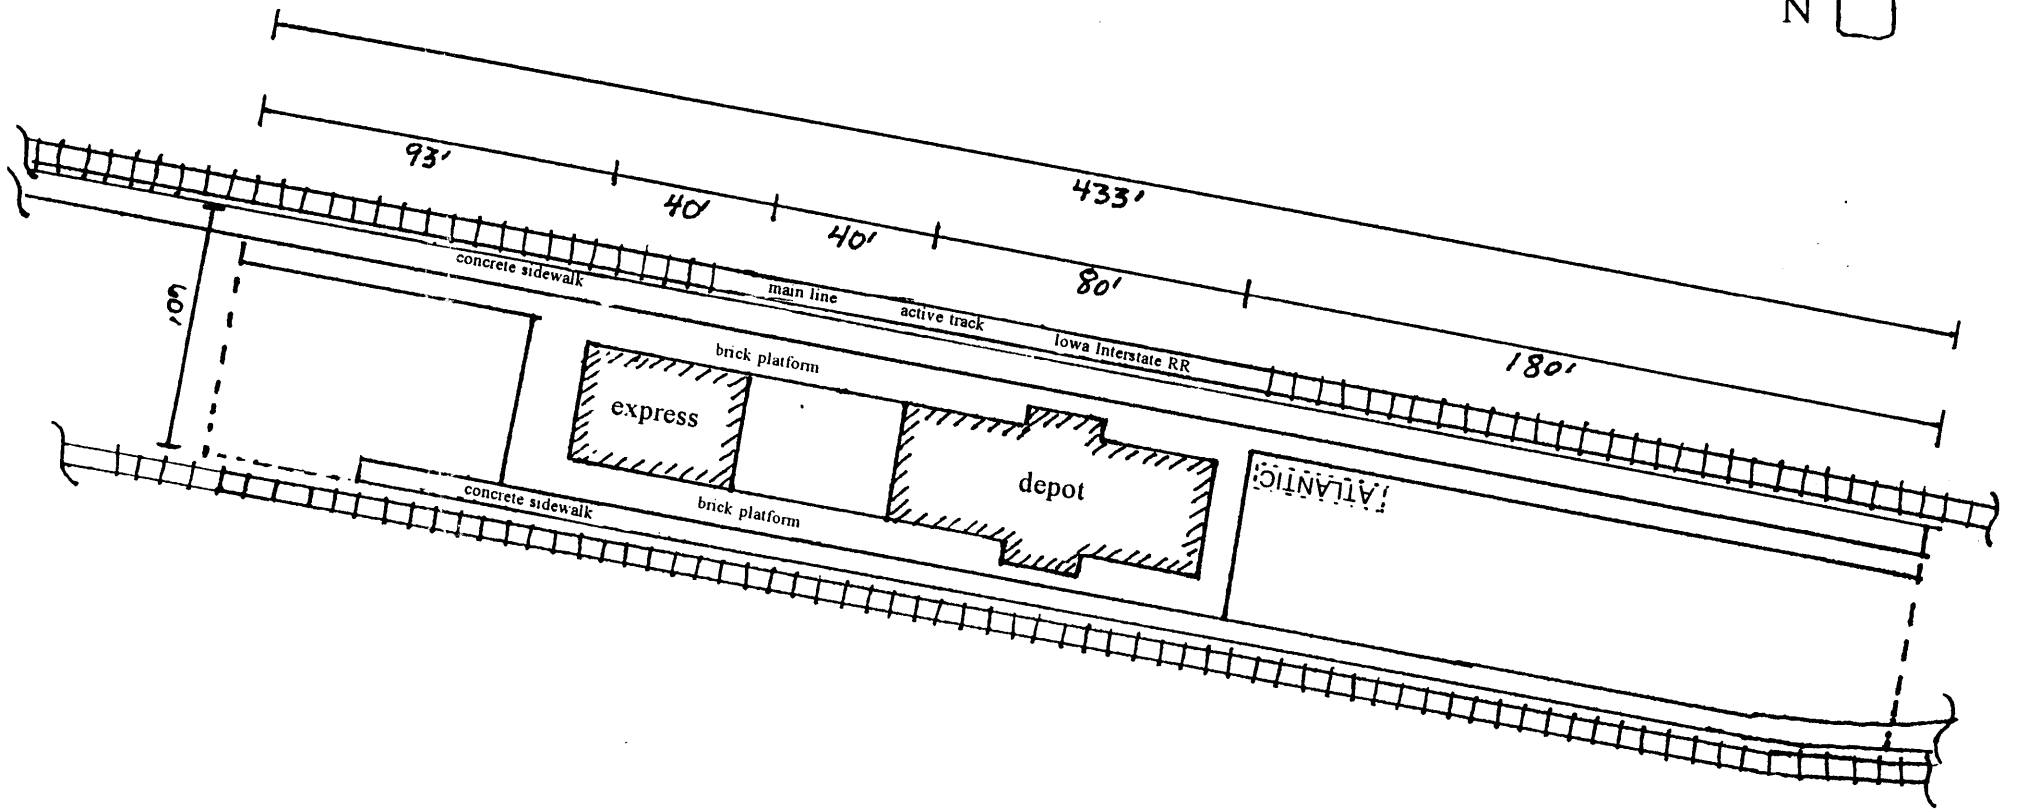 N
433'
93'
40'
40'
80'
180'
60'
concrete sidewalk
main line
active track
Iowa Interstate RR
brick platform
express
depot
ATLANTIC
concrete sidewalk
brick platform